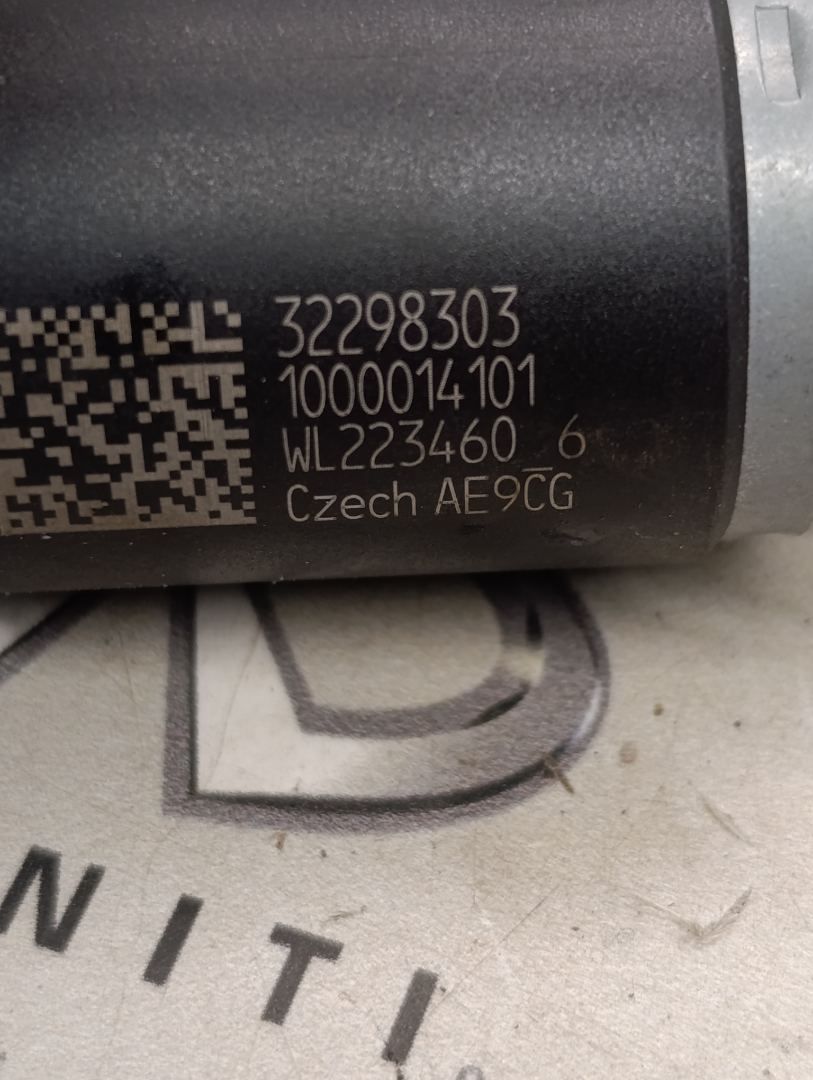 32298303
1000014101
WL223460_6
Czech AE9CG
D
NITI